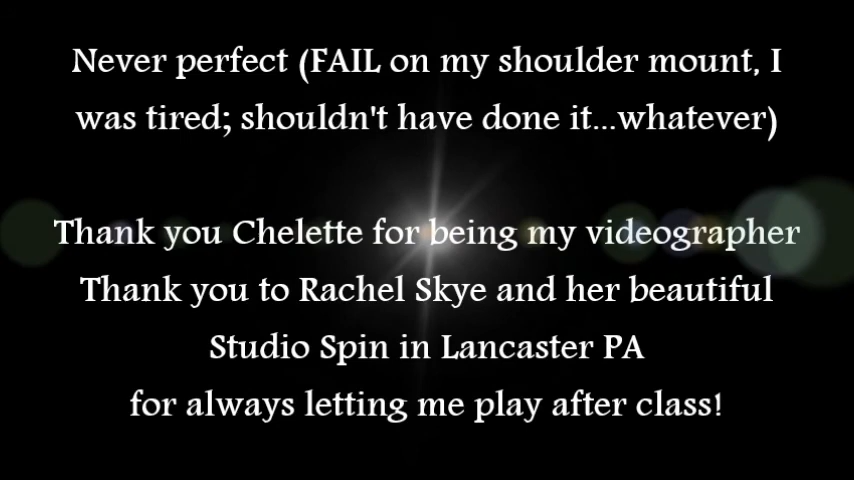 Never perfect (FAIL on my shoulder mount, I
was tired; shouldn't have done it...whatever)
Thank you Chelette for being my videographer
Thank you to Rachel Skye and her beautiful
Studio Spin in Lancaster PA
for always letting me play after class!